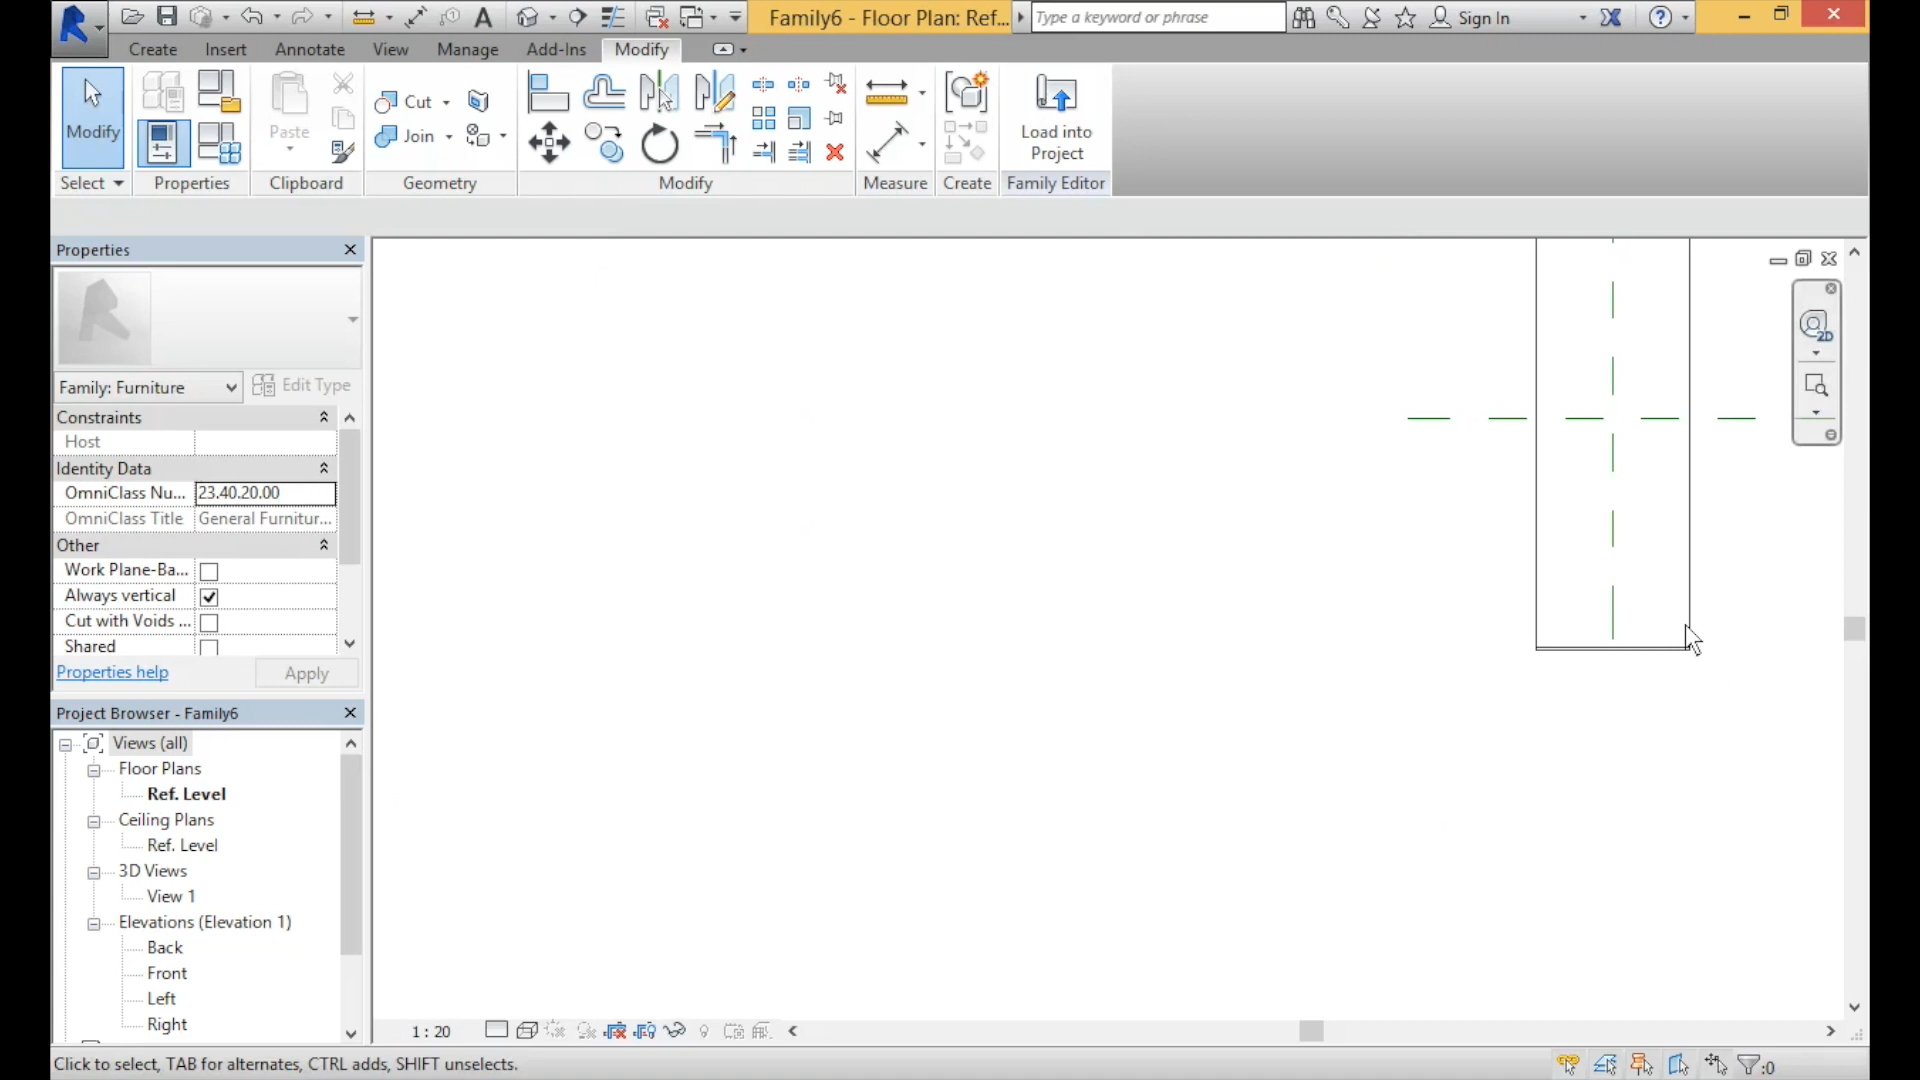 Family6 - Floor Plan: Ref...
Type a keyword or phrase
Sign In
Create
Insert
Annotate
View
Manage
Add-Ins
Modify
Modify
Paste
Cut
Join
Load into
Project
Select
Properties
Clipboard
Geometry
Modify
Measure
Create
Family Editor
Properties
Family: Furniture
Edit Type
Constraints
Host
Identity Data
OmniClass Nu... 23.40.20.00
OmniClass Title General Furnitur...
Other
Work Plane-Ba...
Always vertical
Cut with Voids ...
Shared
Properties help
Apply
Project Browser - Family6
Views (all)
Floor Plans
Ref. Level
Ceiling Plans
Ref. Level
3D Views
View 1
Elevations (Elevation 1)
Back
Front
Left
Right
2D
1 : 20
Click to select, TAB for alternates, CTRL adds, SHIFT unselects.
:0